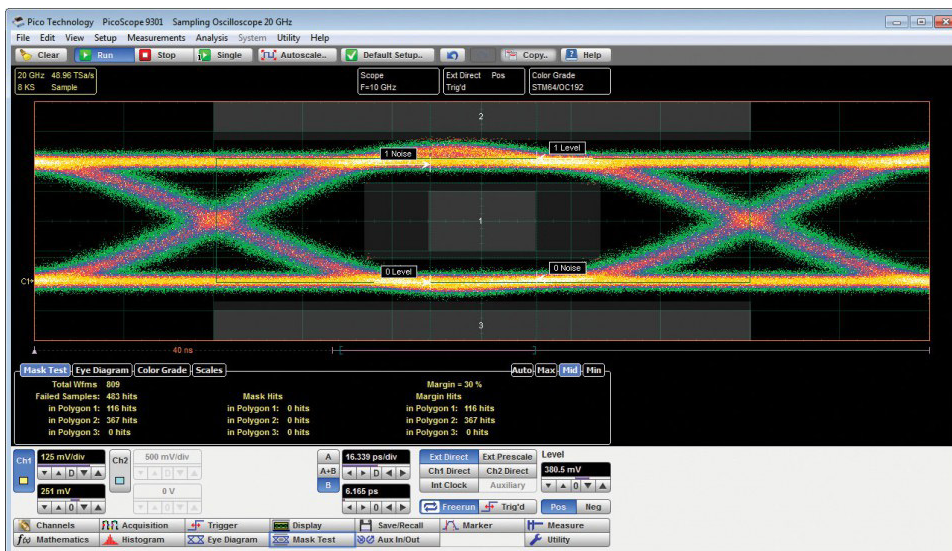 Pico Technology PicoScope 9301 Sampling Oscilloscope 20 GHz
File Edit View Setup Measurements Analysis System Utility Help
Clear Run Stop Single Autoscale.. Default Setup.. Copy.. Help
20 GHz 48.96 TSa/s
8 KS Sample
Scope
F=10 GHz
Ext Direct Pos
Trig'd
Color Grade
STM64/OC192
2
1 Noise
1 Level
1
0 Level
0 Noise
C1
3
40 ns
Mask Test Eye Diagram Color Grade Scales Auto Max Mid Min
Total Wfms 809 Margin = 30 %
Failed Samples: 483 hits Mask Hits Margin Hits
in Polygon 1: 116 hits in Polygon 1: 0 hits in Polygon 1: 116 hits
in Polygon 2: 367 hits in Polygon 2: 0 hits in Polygon 2: 367 hits
in Polygon 3: 0 hits in Polygon 3: 0 hits in Polygon 3: 0 hits
Ch1 125 mV/div Ch2 500 mV/div A 16.339 ps/div Ext Direct Ext Prescale Level
D D A+B D Ch1 Direct Ch2 Direct 380.5 mV
251 mV 0 V B 6.165 ps Int Clock Auxiliary 0
0 0 0 Freerun Trig'd Pos Neg
Channels Acquisition Trigger Display Save/Recall Marker Measure
f(x) Mathematics Histogram Eye Diagram Mask Test Aux In/Out Utility